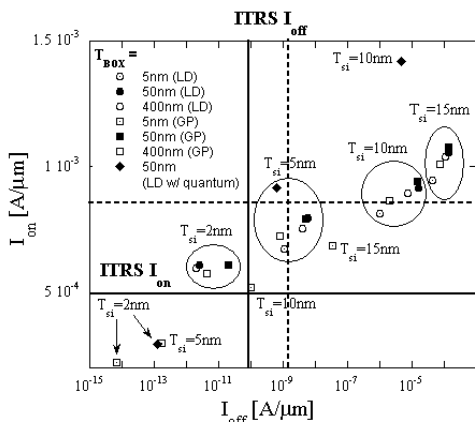 ITRS I_off
1.5 10^-3
1 10^-3
5 10^-4
I_on [A/μm]
T_BOX =
5nm (LD)
50nm (LD)
400nm (LD)
5nm (GP)
50nm (GP)
400nm (GP)
50nm
(LD w/ quantum)
T_si=10nm
T_si=15nm
T_si=10nm
T_si=5nm
T_si=2nm
T_si=15nm
ITRS I_on
T_si=10nm
T_si=2nm
T_si=5nm
10^-15 10^-13 10^-11 10^-9 10^-7 10^-5
I_off [A/μm]